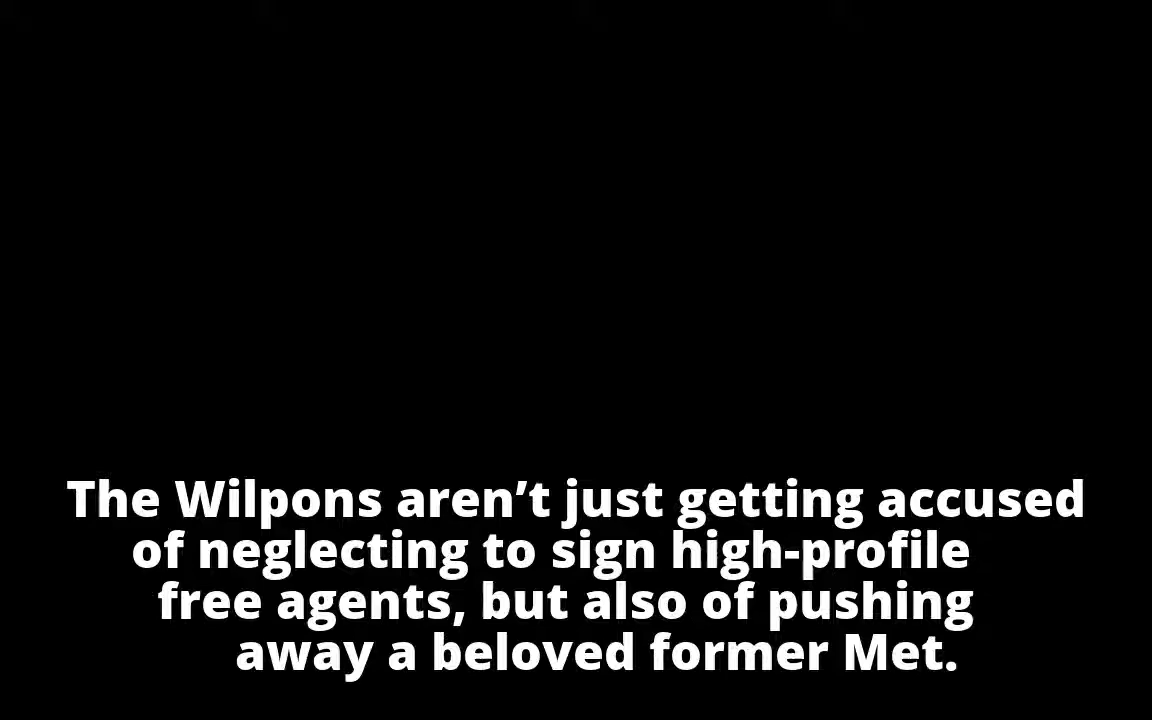 The Wilpons aren’t just getting accused
of neglecting to sign high-profile
free agents, but also of pushing
away a beloved former Met.